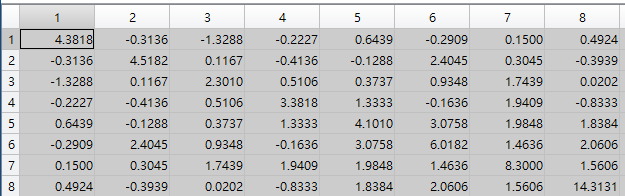 1 2 3 4 5 6 7 8
1 4.3818 -0.3136 -1.3288 -0.2227 0.6439 -0.2909 0.1500 0.4924
2 -0.3136 4.5182 0.1167 -0.4136 -0.1288 2.4045 0.3045 -0.3939
3 -1.3288 0.1167 2.3010 0.5106 0.3737 0.9348 1.7439 0.0202
4 -0.2227 -0.4136 0.5106 3.3818 1.3333 -0.1636 1.9409 -0.8333
5 0.6439 -0.1288 0.3737 1.3333 4.1010 3.0758 1.9848 1.8384
6 -0.2909 2.4045 0.9348 -0.1636 3.0758 6.0182 1.4636 2.0606
7 0.1500 0.3045 1.7439 1.9409 1.9848 1.4636 8.3000 1.5606
8 0.4924 -0.3939 0.0202 -0.8333 1.8384 2.0606 1.5606 14.3131